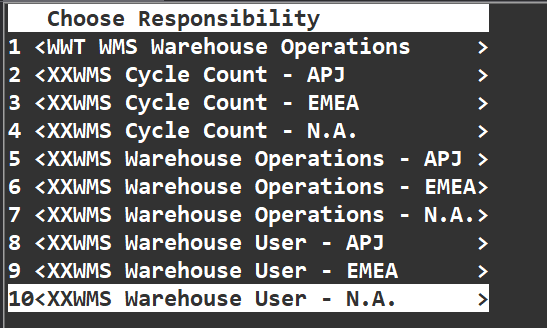 Choose Responsibility
1 <WWT WMS Warehouse Operations >
2 <XXWMS Cycle Count - APJ >
3 <XXWMS Cycle Count - EMEA >
4 <XXWMS Cycle Count - N.A. >
5 <XXWMS Warehouse Operations - APJ >
6 <XXWMS Warehouse Operations - EMEA>
7 <XXWMS Warehouse Operations - N.A.>
8 <XXWMS Warehouse User - APJ >
9 <XXWMS Warehouse User - EMEA >
10<XXWMS Warehouse User - N.A. >